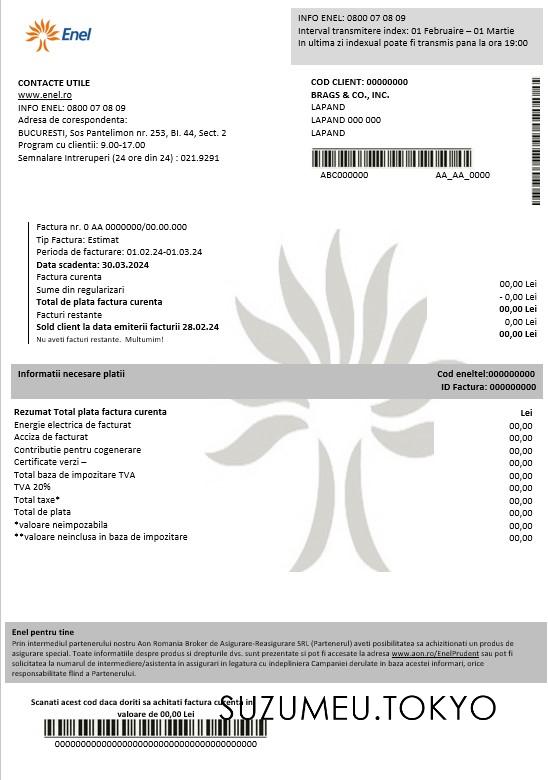 Enel
INFO ENEL: 0800 07 08 09
Interval transmitere index: 01 Februaire – 01 Martie
In ultima zi indexual poate fi transmis pana la ora 19:00
CONTACTE UTILE
www.enel.ro
INFO ENEL: 0800 07 08 09
Adresa de corespondenta:
BUCURESTI, Sos Pantelimon nr. 253, BI. 44, Sect. 2
Program cu clientii: 9.00-17.00
Semnalare Intreruperi (24 ore din 24) : 021.9291
COD CLIENT: 00000000
BRAGS & CO., INC.
LAPAND
LAPAND 000 000
LAPAND
ABC000000 AA_AA_0000
Factura nr. 0 AA 0000000/00.00.000
Tip Factura: Estimat
Perioda de facturare: 01.02.24-01.03.24
Data scadenta: 30.03.2024
Factura curenta 00,00 Lei
Sume din regularizari - 0,00 Lei
Total de plata factura curenta 00,00 Lei
Facturi restante 0,00 Lei
Sold client la data emiterii facturii 28.02.24 00,00 Lei
Nu aveti facturi restante. Multumim!
Informatii necesare platii Cod eneltel:000000000
ID Factura: 000000000
Rezumat Total plata factura curenta Lei
Energie electrica de facturat 00,00
Acciza de facturat 00,00
Contributie pentru cogenerare 00,00
Certificate verzi – 00,00
Total baza de impozitare TVA 00,00
TVA 20% 00,00
Total taxe* 00,00
Total de plata 00,00
*valoare neimpozabila 00,00
**valoare neinclusa in baza de impozitare 00,00
Enel pentru tine
Prin intermediul partenerului nostru Aon Romania Broker de Asigurare-Reasigurare SRL (Partenerul) aveti posibilitatea sa achizitionati un produs de
asigurare special. Toate informatiile despre produs si drepturile dvs. sunt prezentate si pot fi accesate la adresa www.aon.ro/EnelPrudent sau pot fi
solicitate la numarul de intermediere/asistenta in asigurari in legatura cu indepliniera Campaniei derulate in baza acestei informari, orice
responsabilitate fiind a Partenerului.
Scanati acest cod daca doriti sa achitati factura curenta in
valoare de 00,00 Lei
SUZUMEU.TOKYO
00000000000000000000000000000000000000